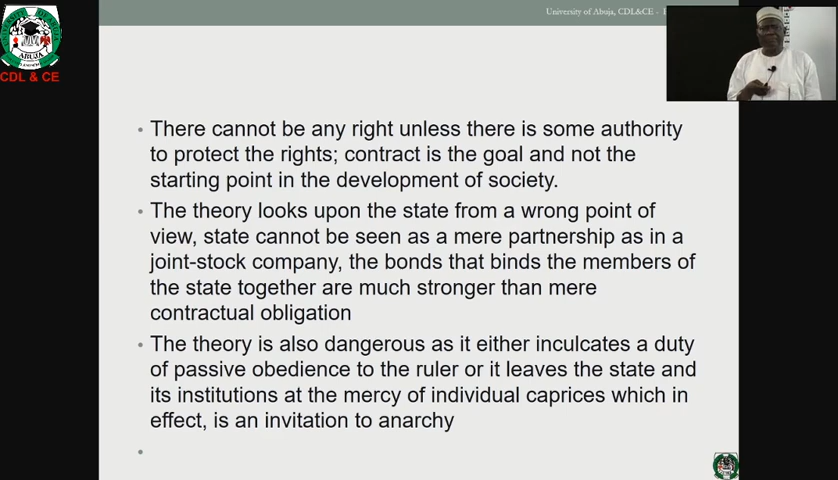 University of Abuja, CDL&CE -
ABUJA
CDL & CE
• There cannot be any right unless there is some authority
to protect the rights; contract is the goal and not the
starting point in the development of society.
• The theory looks upon the state from a wrong point of
view, state cannot be seen as a mere partnership as in a
joint-stock company, the bonds that binds the members of
the state together are much stronger than mere
contractual obligation
• The theory is also dangerous as it either inculcates a duty
of passive obedience to the ruler or it leaves the state and
its institutions at the mercy of individual caprices which in
effect, is an invitation to anarchy
•